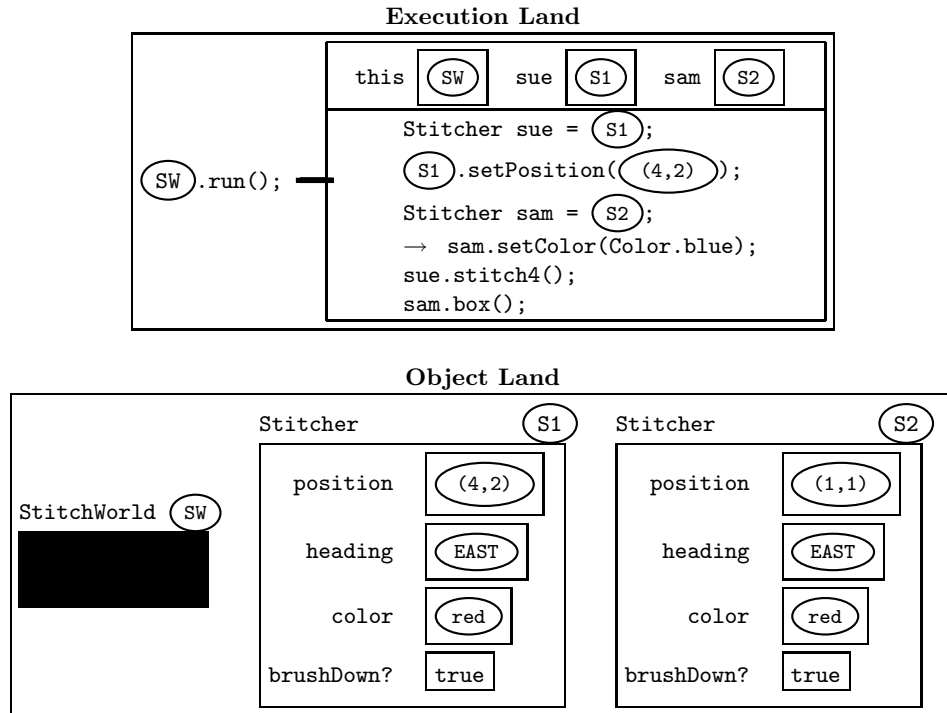 Execution Land
this SW sue S1 sam S2
Stitcher sue = S1;
S1.setPosition((4,2));
SW.run();
Stitcher sam = S2;
→ sam.setColor(Color.blue);
sue.stitch4();
sam.box();
Object Land
Stitcher S1 Stitcher S2
position (4,2) position (1,1)
StitchWorld SW
heading EAST heading EAST
color red color red
brushDown? true brushDown? true